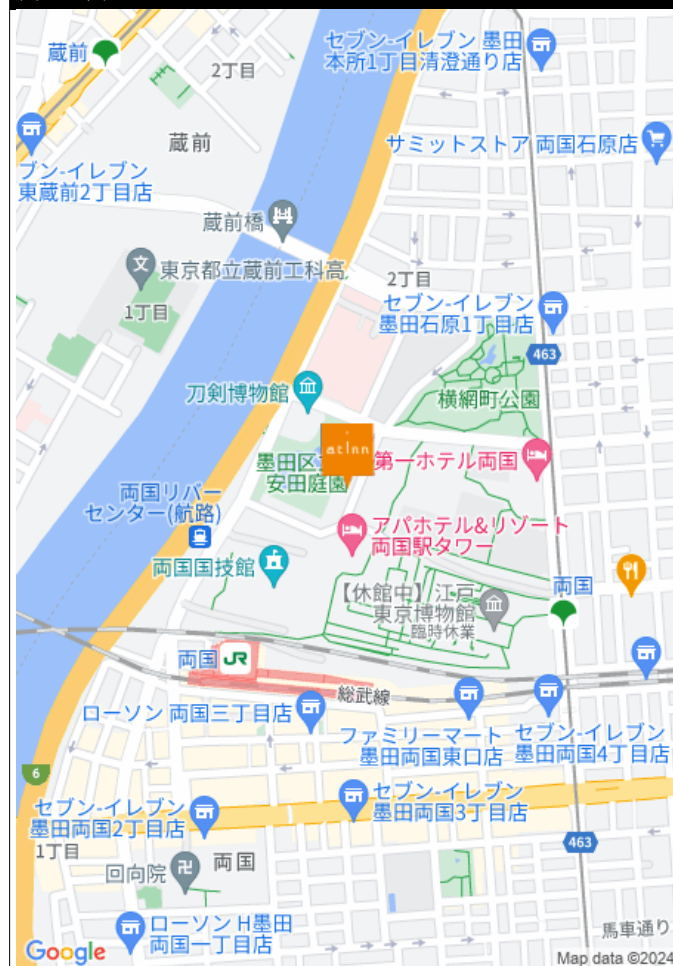 蔵前
2丁目
セブン-イレブン 墨田
本所1丁目清澄通り店
サミットストア 両国石原店
蔵前
ブン-イレブン
東蔵前2丁目店
蔵前橋
東京都立蔵前工科高
1丁目
2丁目
セブン-イレブン
墨田石原1丁目店
463
刀剣博物館
横網町公園
at inn
墨田区
安田庭園
第一ホテル両国
両国リバー
センター(航路)
アパホテル&リゾート
両国駅タワー
両国国技館
【休館中】江戸
東京博物館
臨時休業
両国
両国
JR
総武線
ローソン 両国三丁目店
ファミリーマート
墨田両国東口店
セブン-イレブン
墨田両国4丁目店
6
セブン-イレブン
墨田両国2丁目店
セブン-イレブン
墨田両国3丁目店
1丁目
回向院
両国
463
ローソン H墨田
両国一丁目店
馬車通り
Google
Map data ©2024